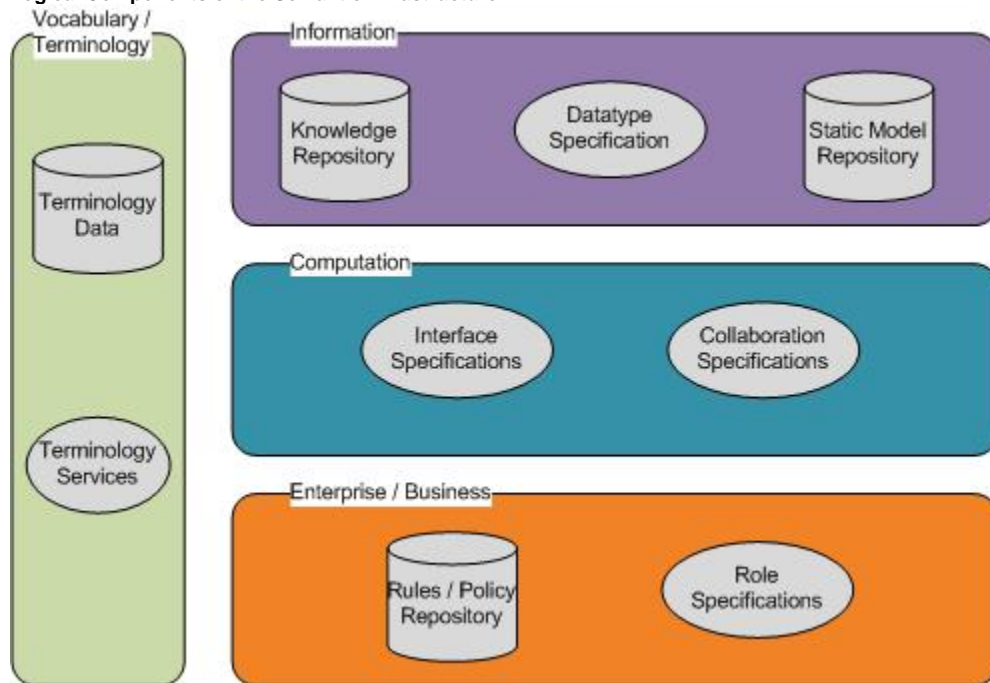 Vocabulary /
Terminology
Terminology
Data
Terminology
Services
Information
Knowledge
Repository
Datatype
Specification
Static Model
Repository
Computation
Interface
Specifications
Collaboration
Specifications
Enterprise / Business
Rules / Policy
Repository
Role
Specifications